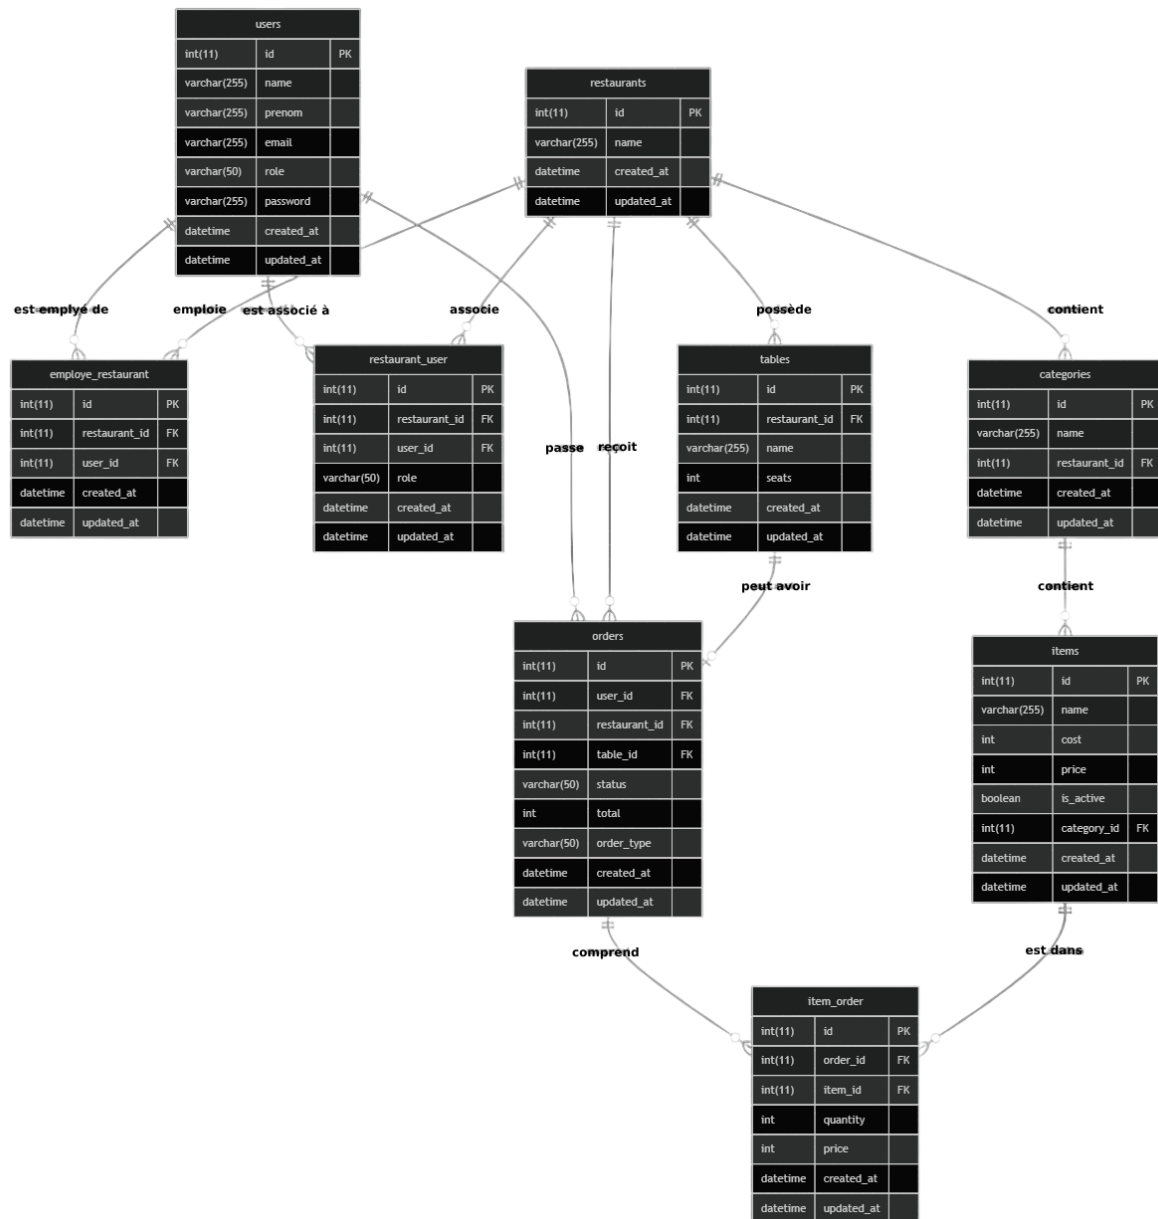 users
int(11) id PK
varchar(255) name
varchar(255) prenom
varchar(255) email
varchar(50) role
varchar(255) password
datetime created_at
datetime updated_at
restaurants
int(11) id PK
varchar(255) name
datetime created_at
datetime updated_at
est emplyé de
emploie
est associé à
associe
possède
contient
employe_restaurant
int(11) id PK
int(11) restaurant_id FK
int(11) user_id FK
datetime created_at
datetime updated_at
restaurant_user
int(11) id PK
int(11) restaurant_id FK
int(11) user_id FK
varchar(50) role
datetime created_at
datetime updated_at
tables
int(11) id PK
int(11) restaurant_id FK
varchar(255) name
int seats
datetime created_at
datetime updated_at
categories
int(11) id PK
varchar(255) name
int(11) restaurant_id FK
datetime created_at
datetime updated_at
passe
reçoit
peut avoir
contient
orders
int(11) id PK
int(11) user_id FK
int(11) restaurant_id FK
int(11) table_id FK
varchar(50) status
int total
varchar(50) order_type
datetime created_at
datetime updated_at
items
int(11) id PK
varchar(255) name
int cost
int price
boolean is_active
int(11) category_id FK
datetime created_at
datetime updated_at
comprend
est dans
item_order
int(11) id PK
int(11) order_id FK
int(11) item_id FK
int quantity
int price
datetime created_at
datetime updated_at